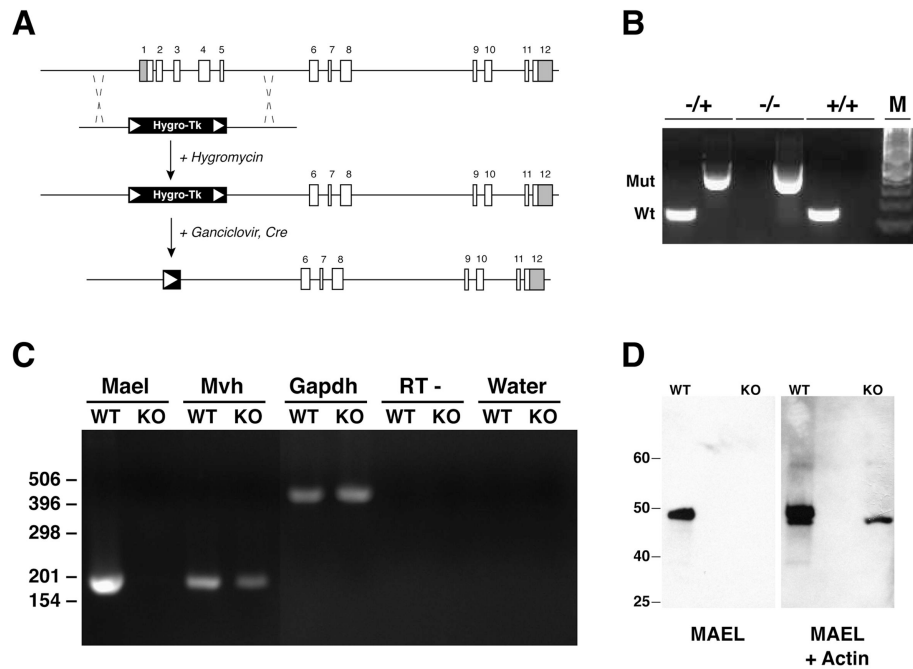 A
1 2 3 4 5 6 7 8 9 10 11 12
Hygro-Tk
+ Hygromycin
Hygro-Tk 6 7 8 9 10 11 12
+ Ganciclovir, Cre
6 7 8 9 10 11 12
B
-/+ -/- +/+ M
Mut
Wt
C
Mael Mvh Gapdh RT - Water
WT KO WT KO WT KO WT KO WT KO
506
396
298
201
154
D
WT KO WT KO
60
50
40
25
MAEL MAEL
+ Actin